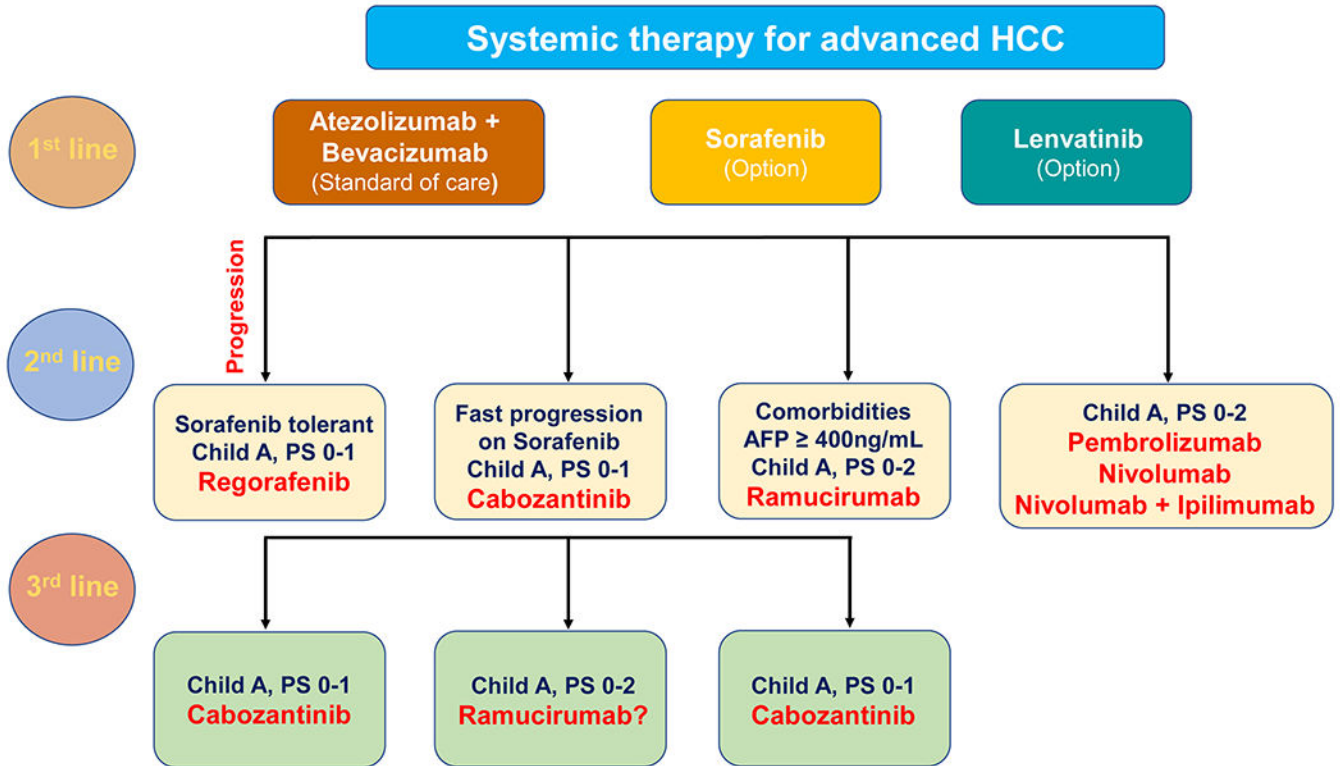 Systemic therapy for advanced HCC
1st line
Atezolizumab +
Bevacizumab
(Standard of care)
Sorafenib
(Option)
Lenvatinib
(Option)
Progression
2nd line
Sorafenib tolerant
Child A, PS 0-1
Regorafenib
Fast progression
on Sorafenib
Child A, PS 0-1
Cabozantinib
Comorbidities
AFP ≥ 400ng/mL
Child A, PS 0-2
Ramucirumab
Child A, PS 0-2
Pembrolizumab
Nivolumab
Nivolumab + Ipilimumab
3rd line
Child A, PS 0-1
Cabozantinib
Child A, PS 0-2
Ramucirumab?
Child A, PS 0-1
Cabozantinib